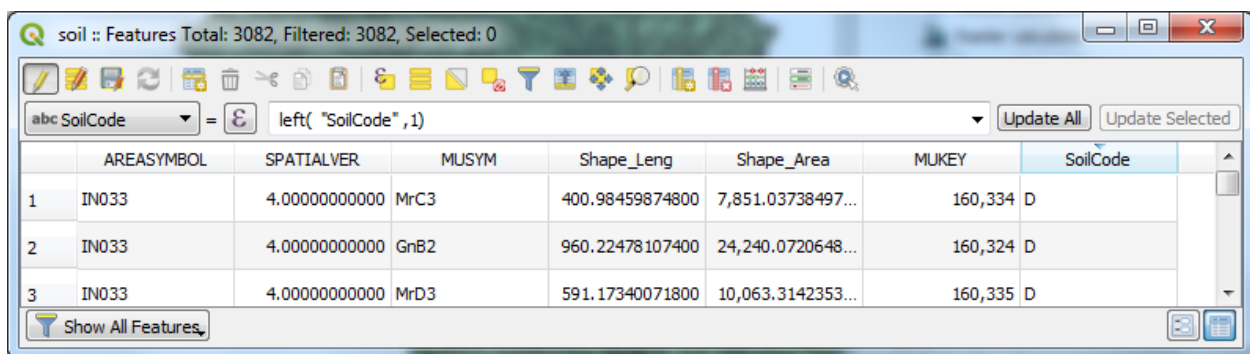 soil :: Features Total: 3082, Filtered: 3082, Selected: 0
abc SoilCode = ε left( "SoilCode" ,1) Update All Update Selected
AREASYMBOL SPATIALVER MUSYM Shape_Leng Shape_Area MUKEY SoilCode
1 IN033 4.00000000000 MrC3 400.98459874800 7,851.03738497... 160,334 D
2 IN033 4.00000000000 GnB2 960.22478107400 24,240.0720648... 160,324 D
3 IN033 4.00000000000 MrD3 591.17340071800 10,063.3142353... 160,335 D
Show All Features